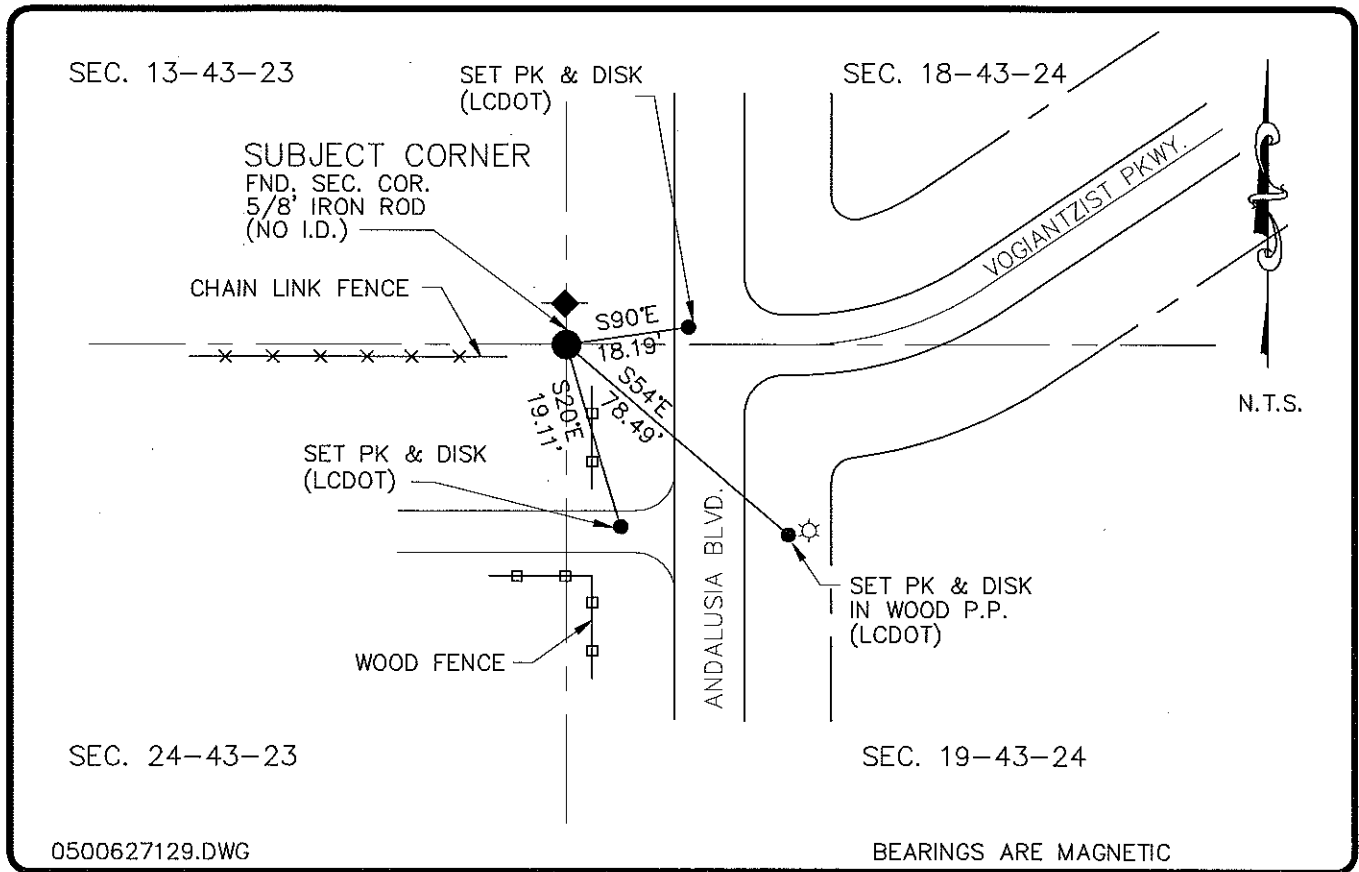 SEC. 13-43-23
SET PK & DISK
(LCDOT)
SEC. 18-43-24
SUBJECT CORNER
FND. SEC. COR.
5/8' IRON ROD
(NO I.D.)
CHAIN LINK FENCE
VOGIANTZIST PKWY.
S90°E
18.19'
S54°E
78.49'
S20°E
19.11'
N.T.S.
SET PK & DISK
(LCDOT)
ANDALUSIA BLVD.
SET PK & DISK
IN WOOD P.P.
(LCDOT)
WOOD FENCE
SEC. 24-43-23
SEC. 19-43-24
0500627129.DWG
BEARINGS ARE MAGNETIC